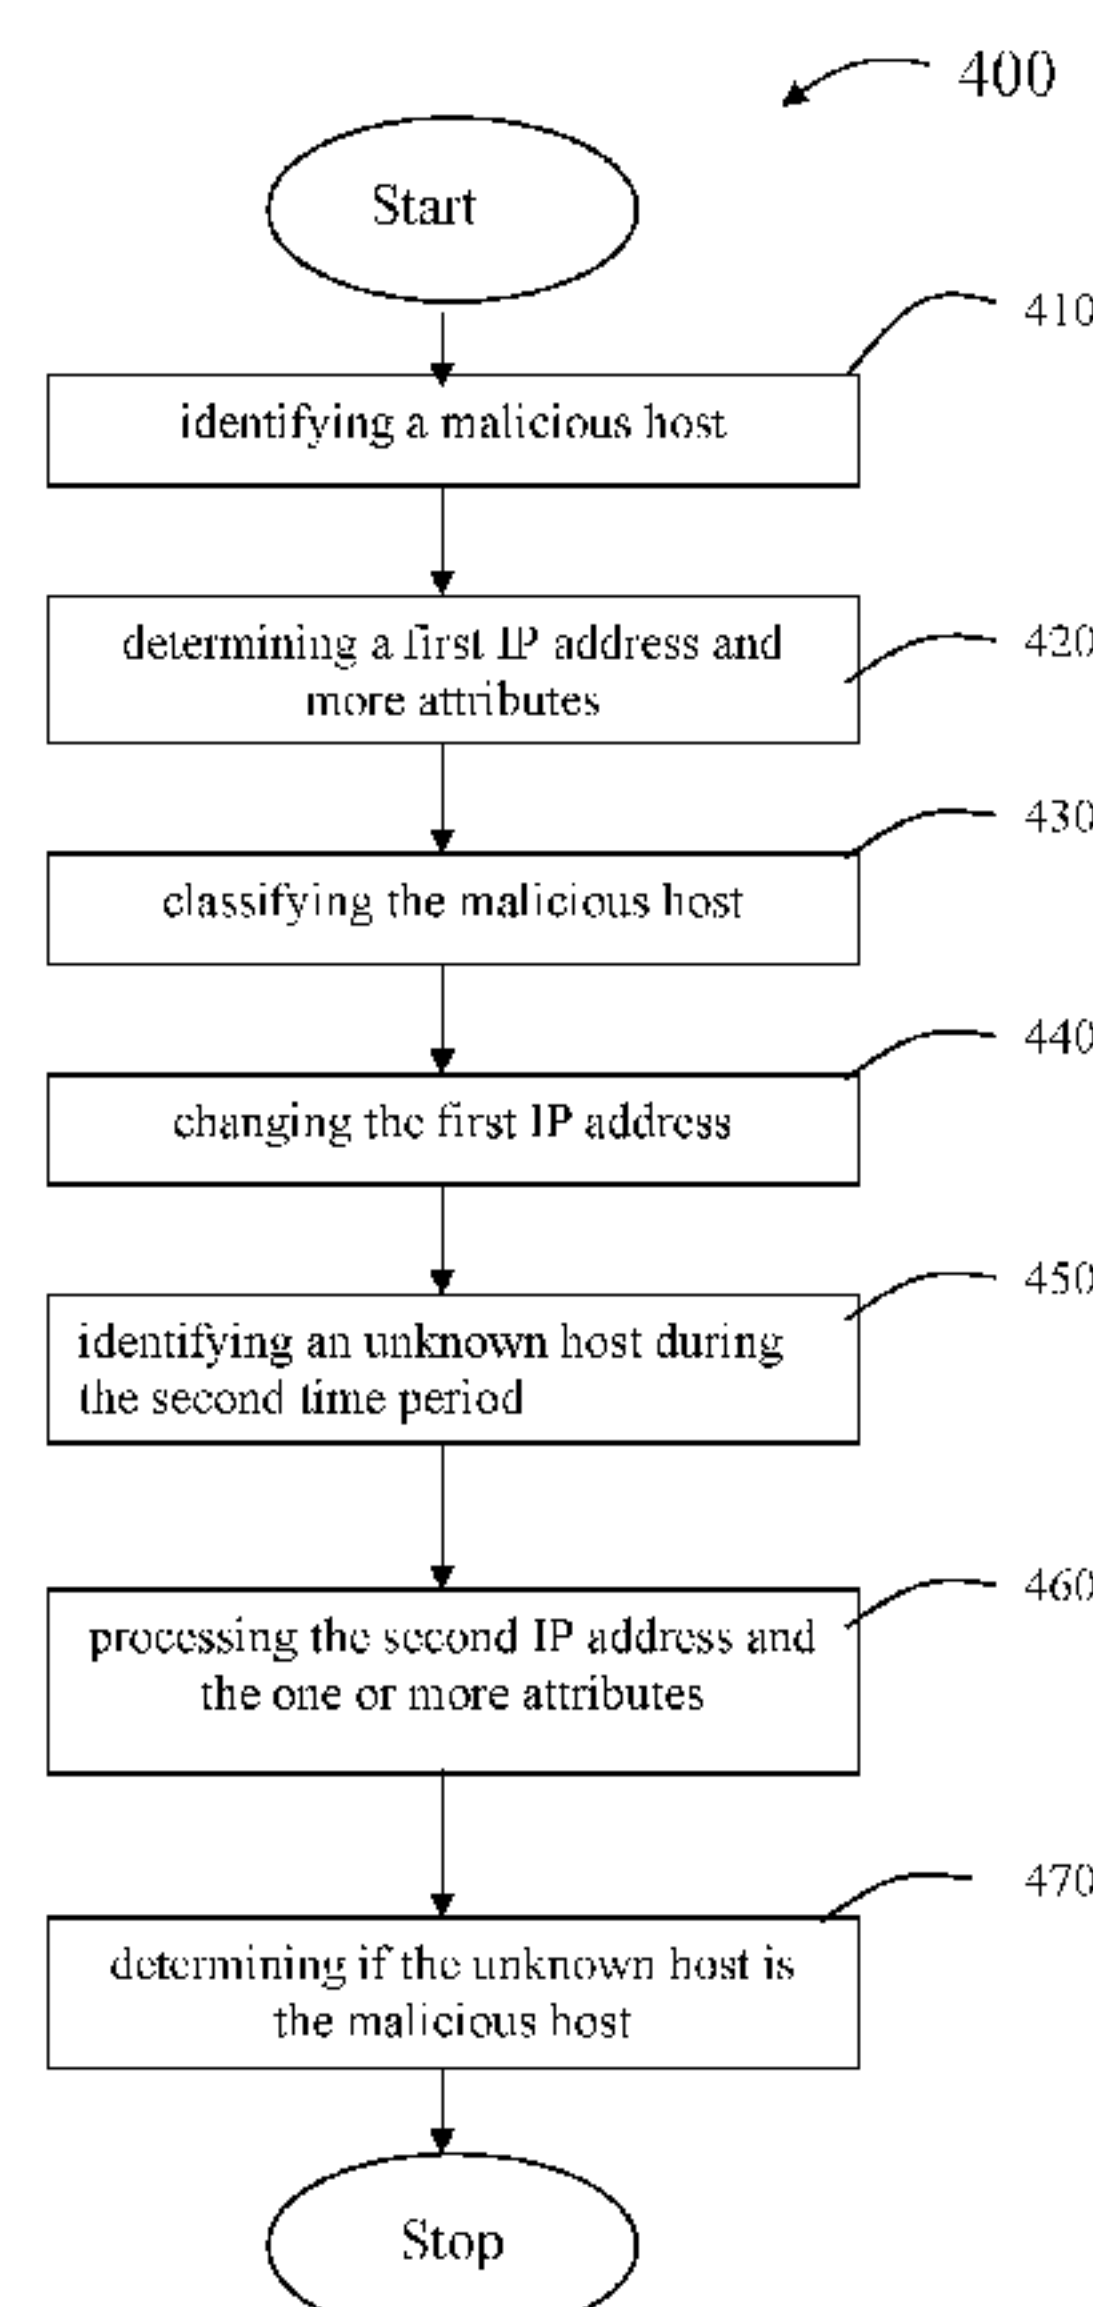 400
Start
410
identifying a malicious host
determining a first IP address and
more attributes
420
430
classifying the malicious host
440
changing the first IP address
450
identifying an unknown host during
the second time period
460
processing the second IP address and
the one or more attributes
470
determining if the unknown host is
the malicious host
Stop